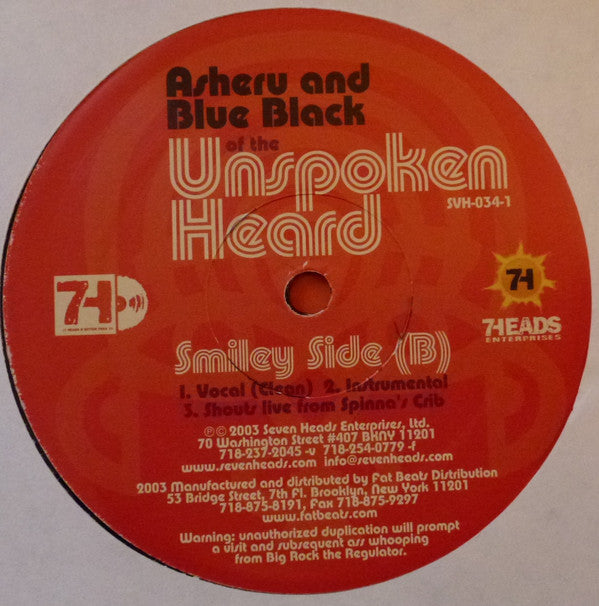 Asheru and
Blue Black
of the
Unspoken
Heard
SVH-034-1
7H
7H
7HEADS
ENTERPRISES
Smiley Side (B)
1. Vocal (Clean) 2. Instrumental
3. Shouts live from Spinna's Crib
℗© 2003 Seven Heads Enterprises, Ltd.
70 Washington Street #407 BKNY 11201
718-237-2045 -v 718-254-0779 -f
www.sevenheads.com info@sevenheads.com
2003 Manufactured and distributed by Fat Beats Distribution
53 Bridge Street, 7th Fl. Brooklyn, New York 11201
718-875-8191, Fax 718-875-9297
www.fatbeats.com
Warning: unauthorized duplication will prompt
a visit and subsequent ass whooping
from Big Rock the Regulator.